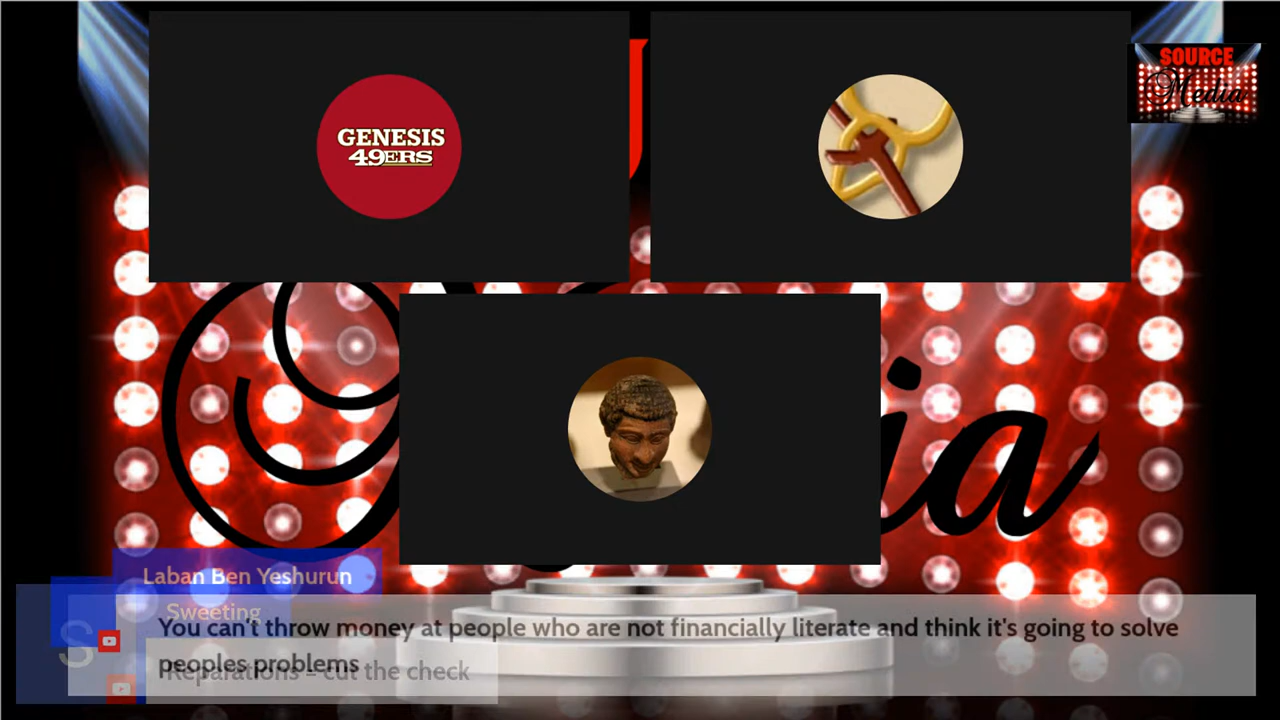 GENESIS
49ERS
SOURCE
Media
Laban Ben Yeshurun
Sweeting
You can't throw money at people who are not financially literate and think it's going to solve
peoples problems
Reparations = cut the check
S